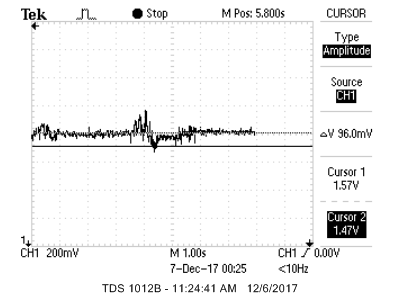 Tek Stop M Pos: 5.800s CURSOR
Type
Amplitude
Source
CH1
△V 96.0mV
Cursor 1
1.57V
Cursor 2
1.47V
1
CH1 200mV M 1.00s CH1 / 0.00V
7-Dec-17 00:25 <10Hz
TDS 1012B - 11:24:41 AM 12/6/2017